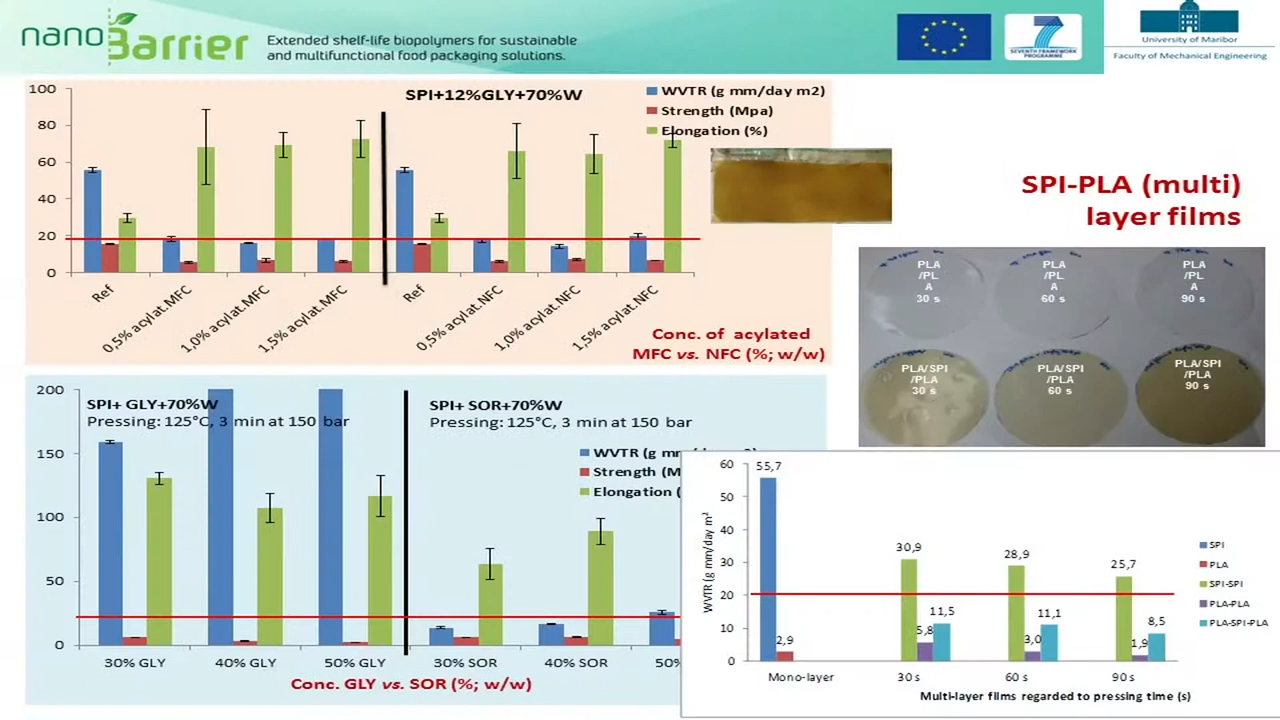 nanoBarrier
Extended shelf-life biopolymers for sustainable
and multifunctional food packaging solutions.
SEVENTH FRAMEWORK
PROGRAMME
University of Maribor
Faculty of Mechanical Engineering
SPI+12%GLY+70%W
WVTR (g mm/day m2)
Strength (Mpa)
Elongation (%)
100
80
60
40
20
0
Ref
0,5% acylat.MFC
1,0% acylat.MFC
1,5% acylat.MFC
Ref
0,5% acylat.NFC
1,0% acylat.NFC
1,5% acylat.NFC
Conc. of acylated
MFC vs. NFC (%; w/w)
SPI-PLA (multi)
layer films
PLA
/PL
A
30 s
PLA
/PL
A
60 s
PLA
/PL
A
90 s
PLA/SPI
/PLA
30 s
PLA/SPI
/PLA
60 s
PLA/SPI
/PLA
90 s
SPI+ GLY+70%W
Pressing: 125°C, 3 min at 150 bar
SPI+ SOR+70%W
Pressing: 125°C, 3 min at 150 bar
WVTR (g
Strength (M
Elongation (
200
150
100
50
0
30% GLY
40% GLY
50% GLY
30% SOR
40% SOR
50%
Conc. GLY vs. SOR (%; w/w)
WVTR (g mm/day m²)
60
50
40
30
20
10
0
55,7
2,9
30,9
5,8
11,5
28,9
3,0
11,1
25,7
1,9
8,5
SPI
PLA
SPI-SPI
PLA-PLA
PLA-SPI-PLA
Mono-layer
30 s
60 s
90 s
Multi-layer films regarded to pressing time (s)